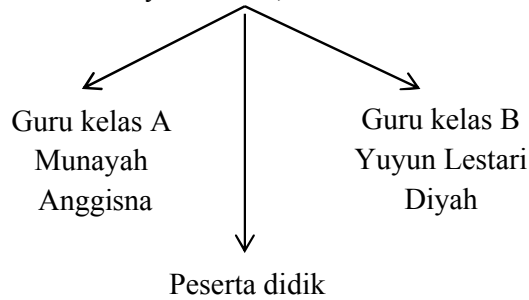 Guru kelas A
Munayah
Anggisna
Guru kelas B
Yuyun Lestari
Diyah
Peserta didik